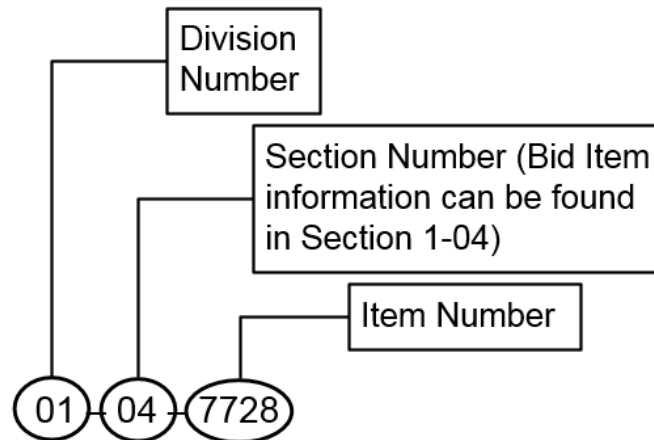 Division
Number
Section Number (Bid Item
information can be found
in Section 1-04)
Item Number
01-04-7728